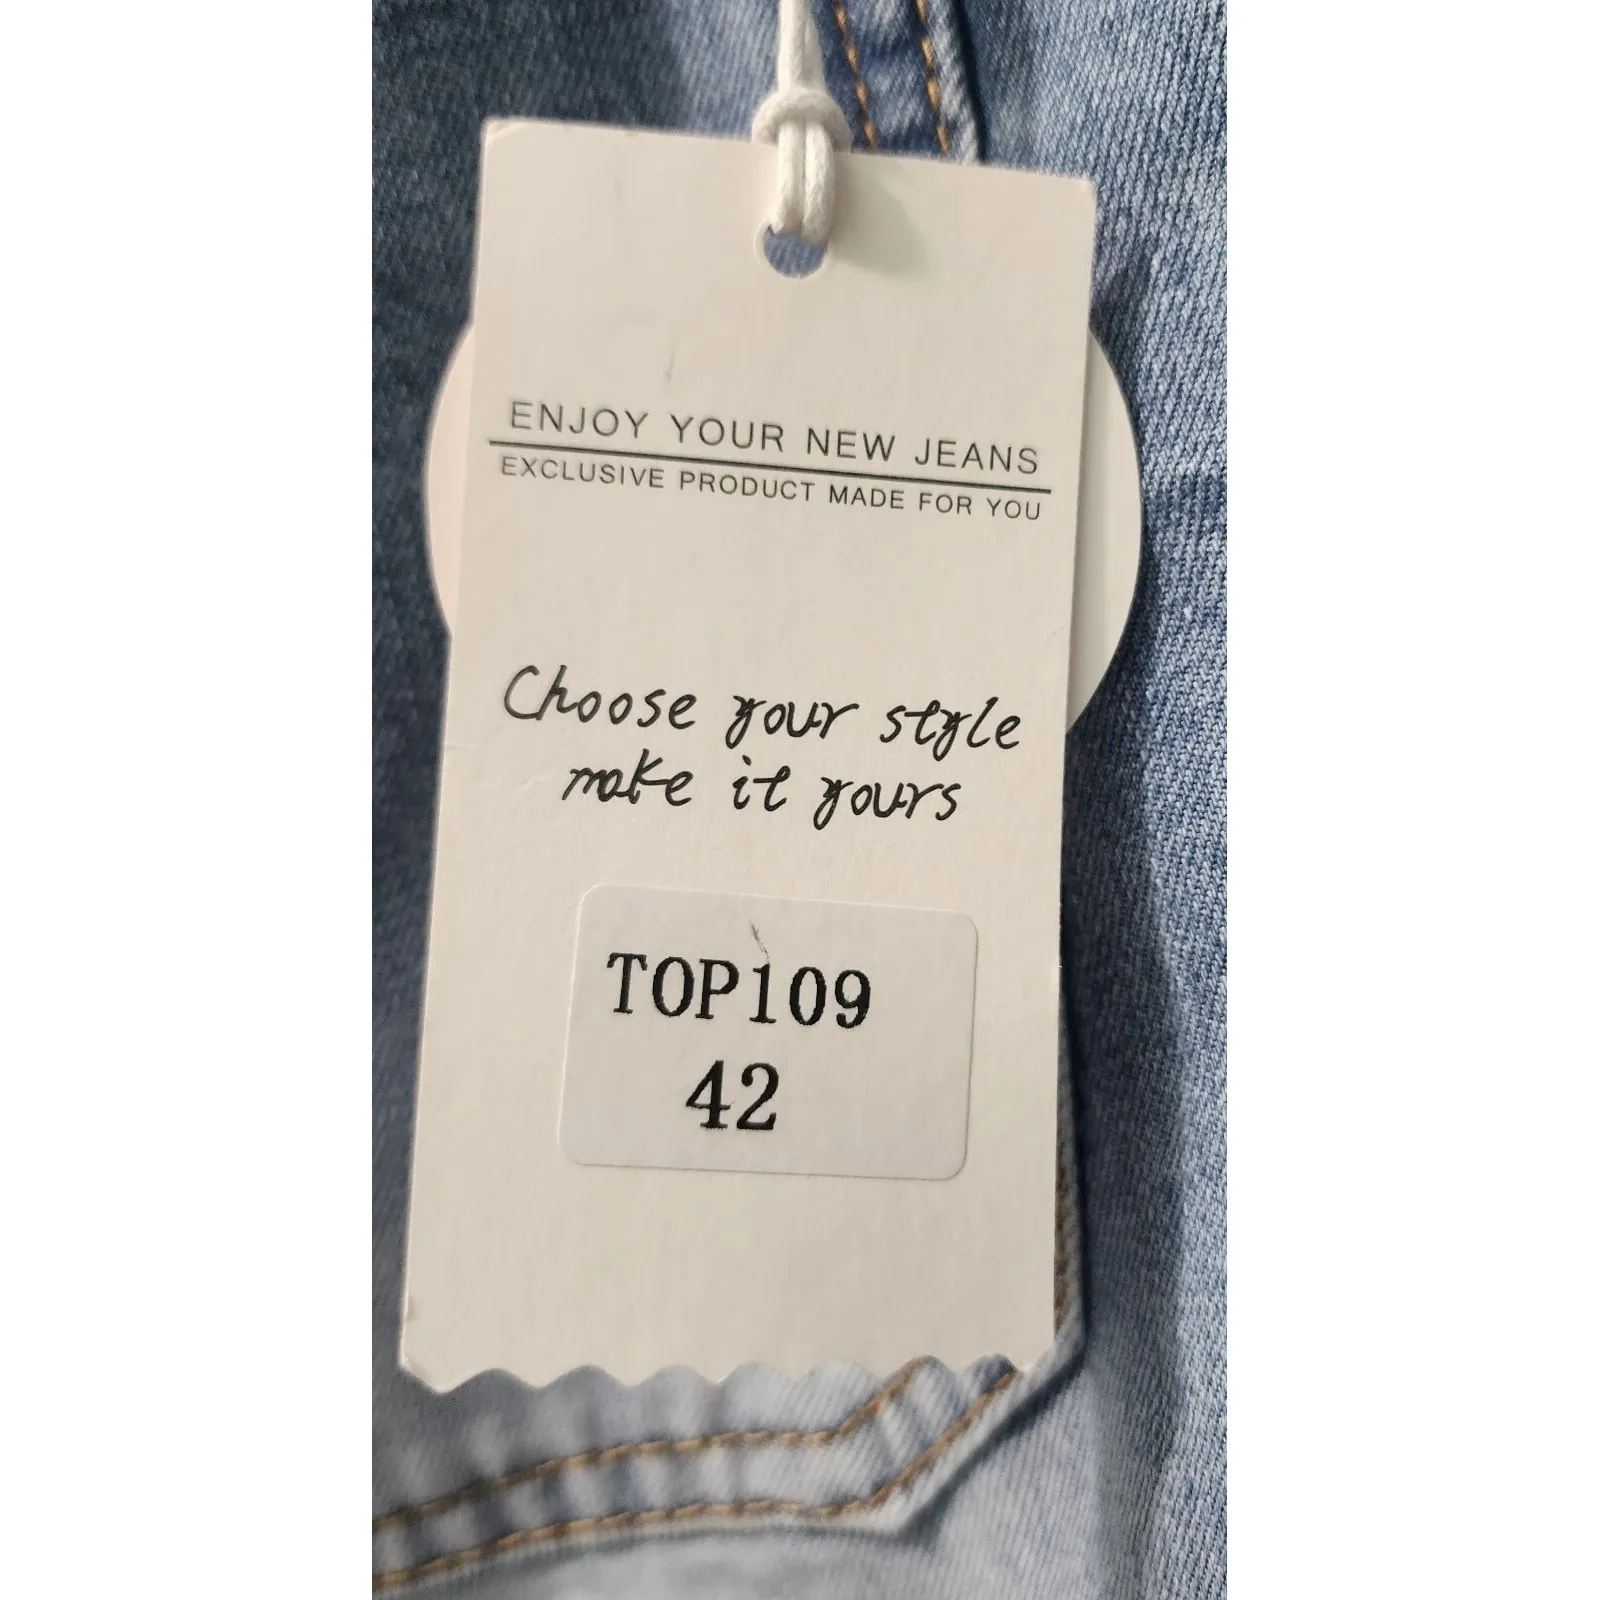 ENJOY YOUR NEW JEANS
EXCLUSIVE PRODUCT MADE FOR YOU
Choose your style
make it yours
TOP109
42